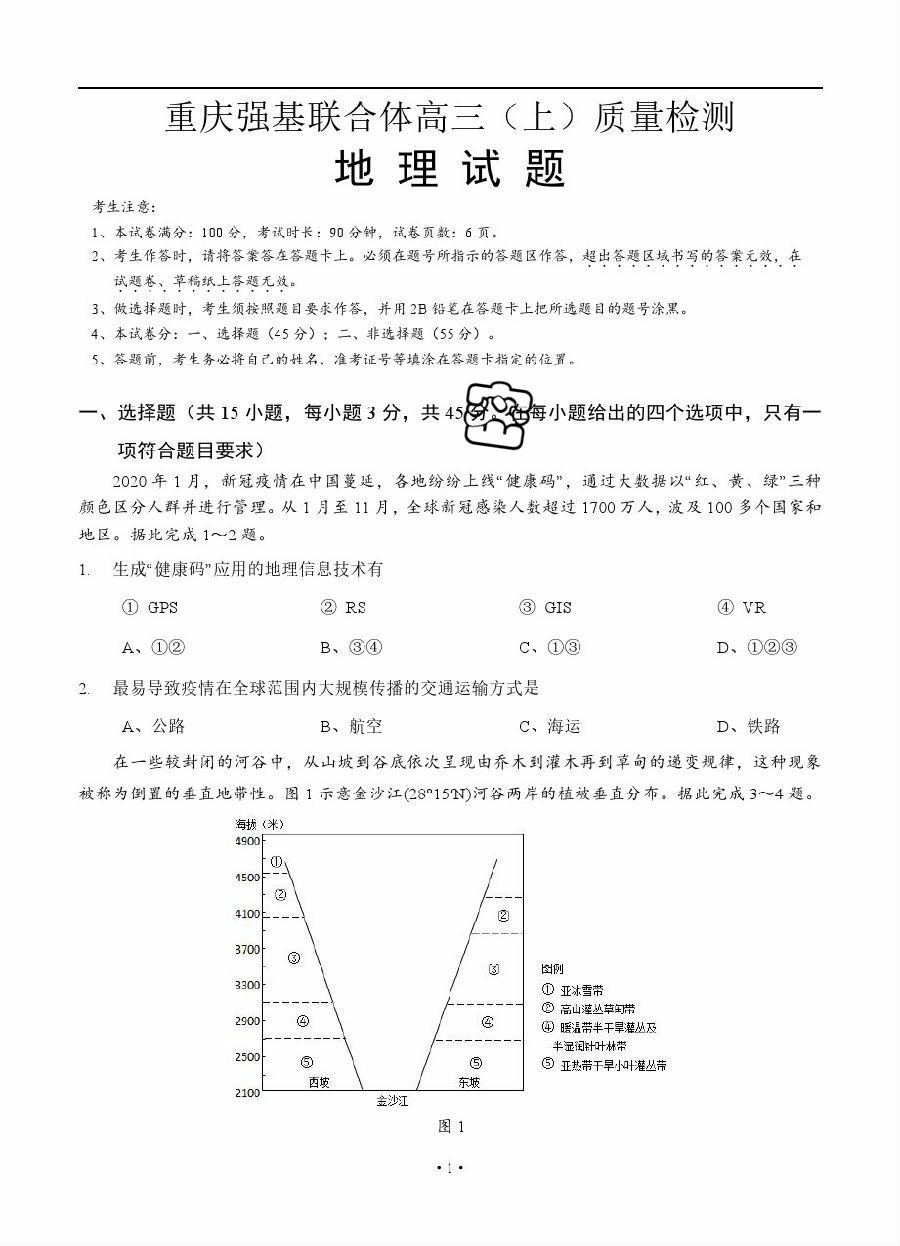 重庆强基联合体高三（上）质量检测
地 理 试 题
考生注意：
1、本试卷满分：100 分，考试时长：90 分钟，试卷页数：6 页。
2、考生作答时，请将答案答在答题卡上。必须在题号所指示的答题区作答，超出答题区域书写的答案无效，在
试题卷、草稿纸上答题无效。
3、做选择题时，考生须按照题目要求作答，并用 2B 铅笔在答题卡上把所选题目的题号涂黑。
4、本试卷分：一、选择题（45 分）；二、非选择题（55 分）。
5、答题前，考生务必将自己的姓名、准考证号等填涂在答题卡指定的位置。
一、选择题（共 15 小题，每小题 3 分，共 45 分。在每小题给出的四个选项中，只有一
项符合题目要求）
2020 年 1 月，新冠疫情在中国蔓延，各地纷纷上线“健康码”，通过大数据以“红、黄、绿”三种
颜色区分人群并进行管理。从 1 月至 11 月，全球新冠感染人数超过 1700 万人，波及 100 多个国家和
地区。据此完成 1～2 题。
1. 生成“健康码”应用的地理信息技术有
① GPS ② RS ③ GIS ④ VR
A、①② B、③④ C、①③ D、①②③
2. 最易导致疫情在全球范围内大规模传播的交通运输方式是
A、公路 B、航空 C、海运 D、铁路
在一些较封闭的河谷中，从山坡到谷底依次呈现由乔木到灌木再到草甸的递变规律，这种现象
被称为倒置的垂直地带性。图 1 示意金沙江(28°15′N)河谷两岸的植被垂直分布。据此完成 3～4 题。
海拔（米）
4900
4500
4100
3700
3300
2900
2500
2100
①
②
③
④
⑤
西坡
②
③
④
⑤
东坡
金沙江
图例
① 亚冰雪带
② 高山灌丛草甸带
④ 暖温带半干旱灌丛及
半湿润针叶林带
⑤ 亚热带干旱小叶灌丛带
图 1
• 1 •